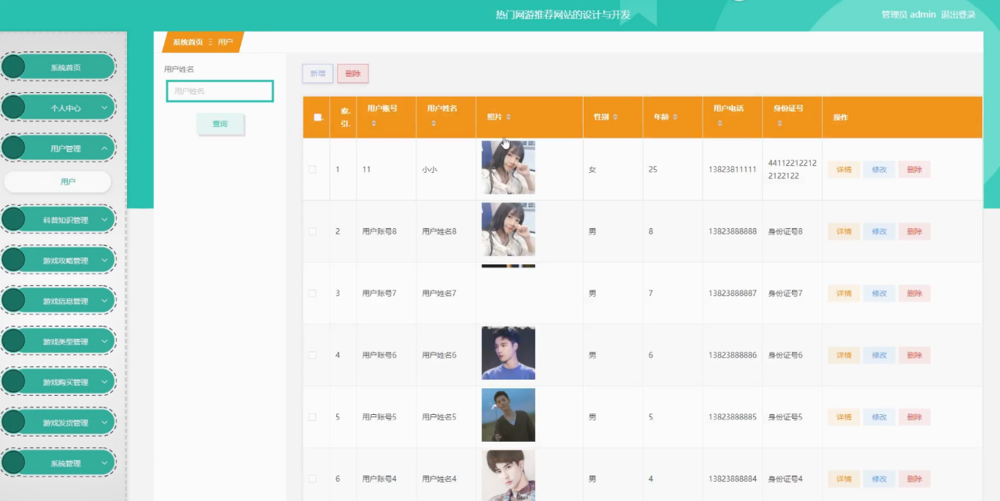 热门网游推荐网站的设计与开发
管理员 admin 退出登录
系统首页 Ξ 用户
系统首页
个人中心
用户管理
用户
科普知识管理
游戏攻略管理
游戏信息管理
游戏类型管理
游戏购买管理
游戏发货管理
系统管理
用户姓名
用户姓名
查询
新增 删除
索引. 用户账号 用户姓名 照片 性别 年龄 用户电话 身份证号 操作
1 11 小小 女 25 13823811111 44112212212
2122122 详情 修改 删除
2 用户账号8 用户姓名8 男 8 13823888888 身份证号8 详情 修改 删除
3 用户账号7 用户姓名7 男 7 13823888887 身份证号7 详情 修改 删除
4 用户账号6 用户姓名6 男 6 13823888886 身份证号6 详情 修改 删除
5 用户账号5 用户姓名5 男 5 13823888885 身份证号5 详情 修改 删除
6 用户账号4 用户姓名4 男 4 13823888884 身份证号4 详情 修改 删除